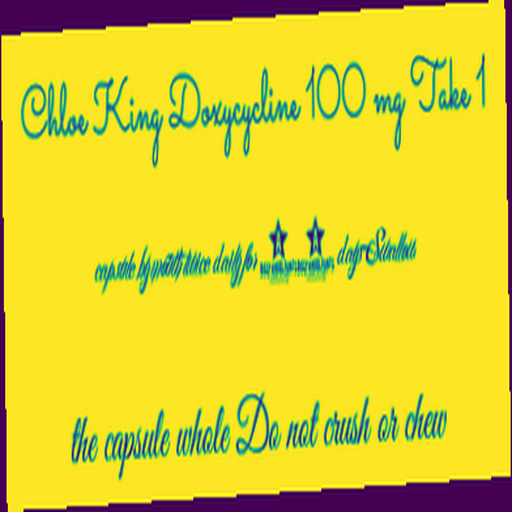 Chloe King Doxycycline 100 mg Take 1
capsule by mouth twice daily for days Swallow
the capsule whole Do not crush or chew